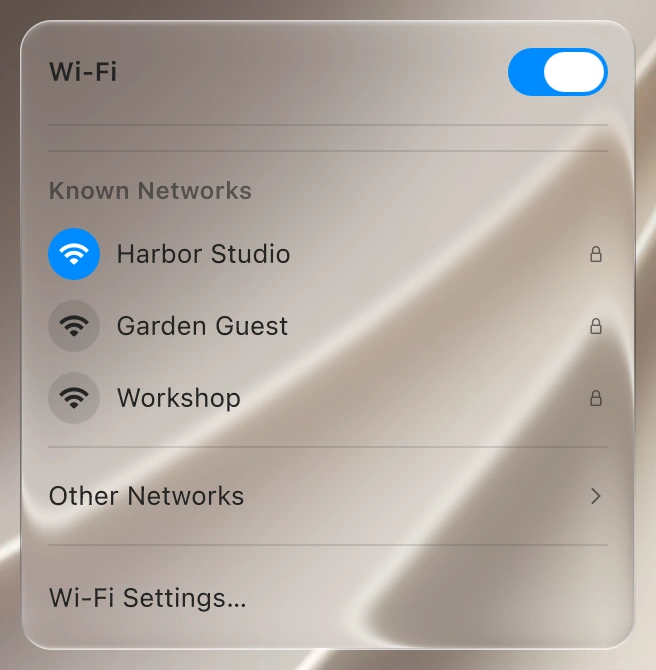 Wi-Fi
Known Networks
Harbor Studio
Garden Guest
Workshop
Other Networks
Wi-Fi Settings...